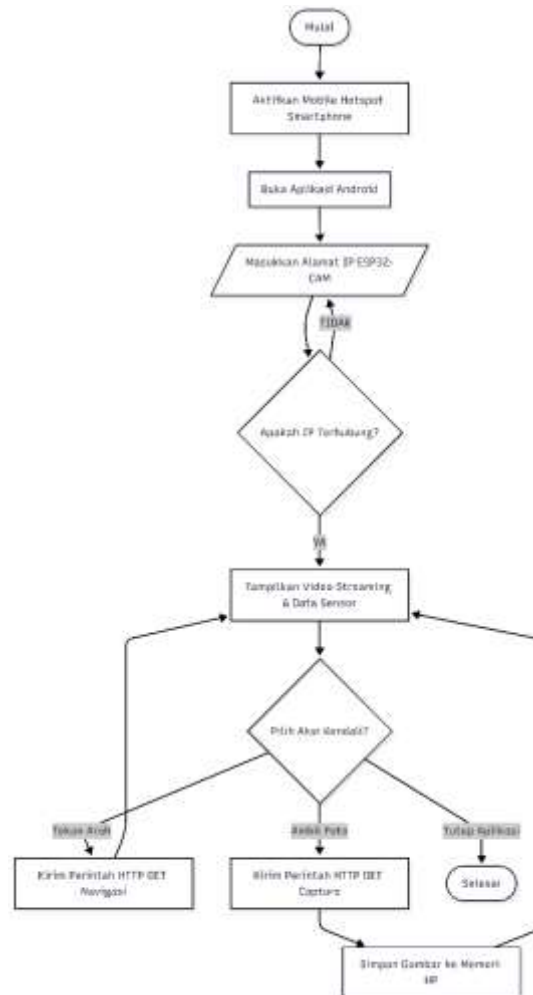 Mulai
Aktifkan Mobile Hotspot
Smartphone
Buka Aplikasi Android
Masukkan Alamat IP ESP32-
CAM
TIDAK
Apakah IP Terhubung?
YA
Tampilkan Video Streaming
& Data Sensor
Pilih Aksi Kendali?
Tekan Arah
Ambil Foto
Tutup Aplikasi
Kirim Perintah HTTP GET
Navigasi
Kirim Perintah HTTP GET
Capture
Selesai
Simpan Gambar ke Memori
HP